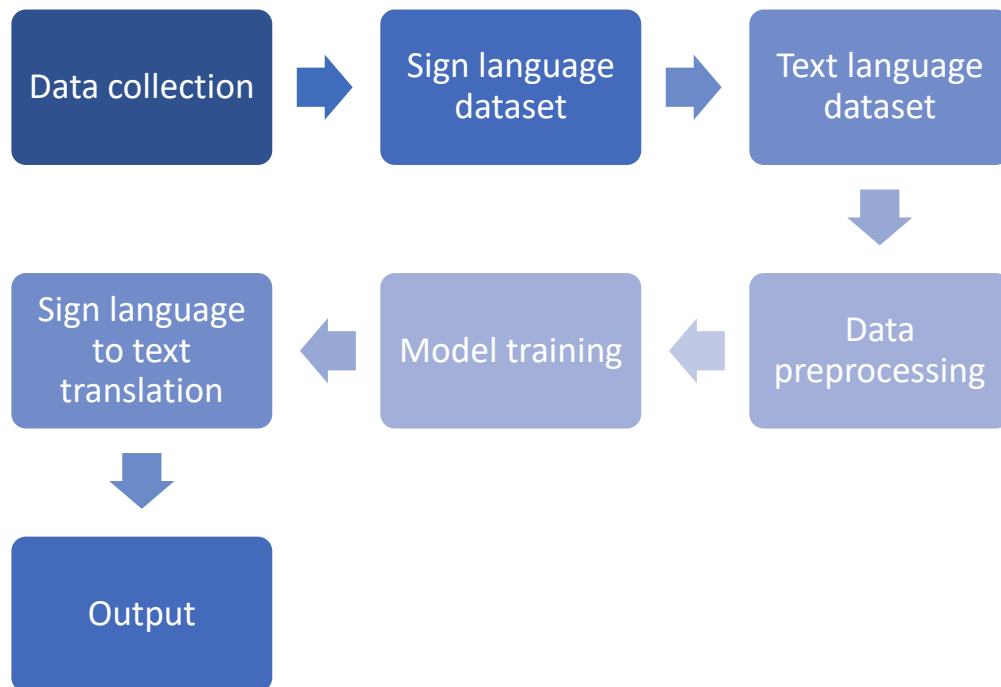 Data collection
Sign language
dataset
Text language
dataset
Data
preprocessing
Model training
Sign language
to text
translation
Output